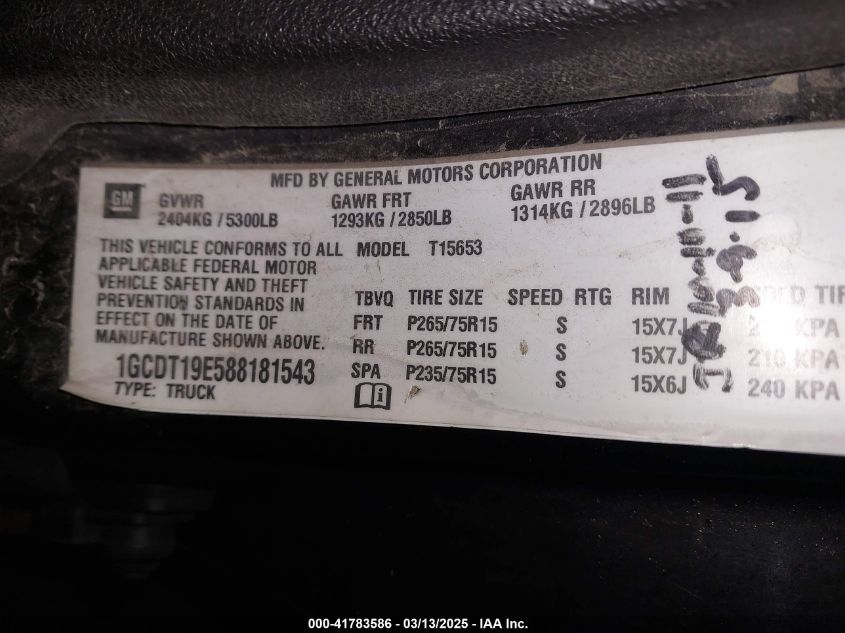 MFD BY GENERAL MOTORS CORPORATION
GM
GVWR GAWR FRT GAWR RR
2404KG / 5300LB 1293KG / 2850LB 1314KG / 2896LB
THIS VEHICLE CONFORMS TO ALL MODEL T15653
APPLICABLE FEDERAL MOTOR
VEHICLE SAFETY AND THEFT
PREVENTION STANDARDS IN
EFFECT ON THE DATE OF
MANUFACTURE SHOWN ABOVE.
1GCDT19E588181543
TYPE: TRUCK
TBVQ TIRE SIZE SPEED RTG RIM
FRT P265/75R15 S 15X7J KPA
RR P265/75R15 S 15X7J 210 KPA
SPA P235/75R15 S 15X6J 240 KPA
000-41783586 / 03/13/2025 - IAA Inc.